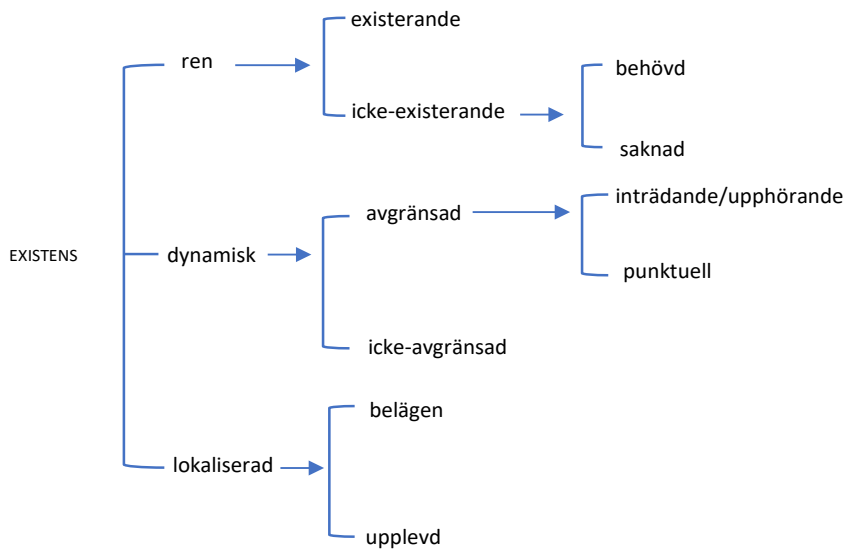 existerande
ren
behövd
icke-existerande
saknad
inträdande/upphörande
avgränsad
EXISTENS
dynamisk
punktuell
icke-avgränsad
belägen
lokaliserad
upplevd